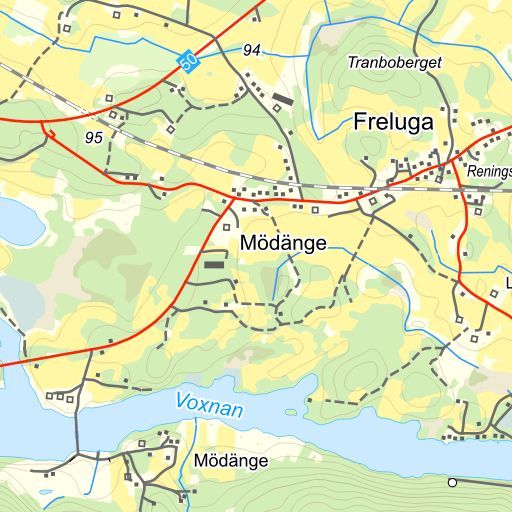 94
50
Tranboberget
Freluga
95
Renings
Mödänge
L
Voxnan
Mödänge